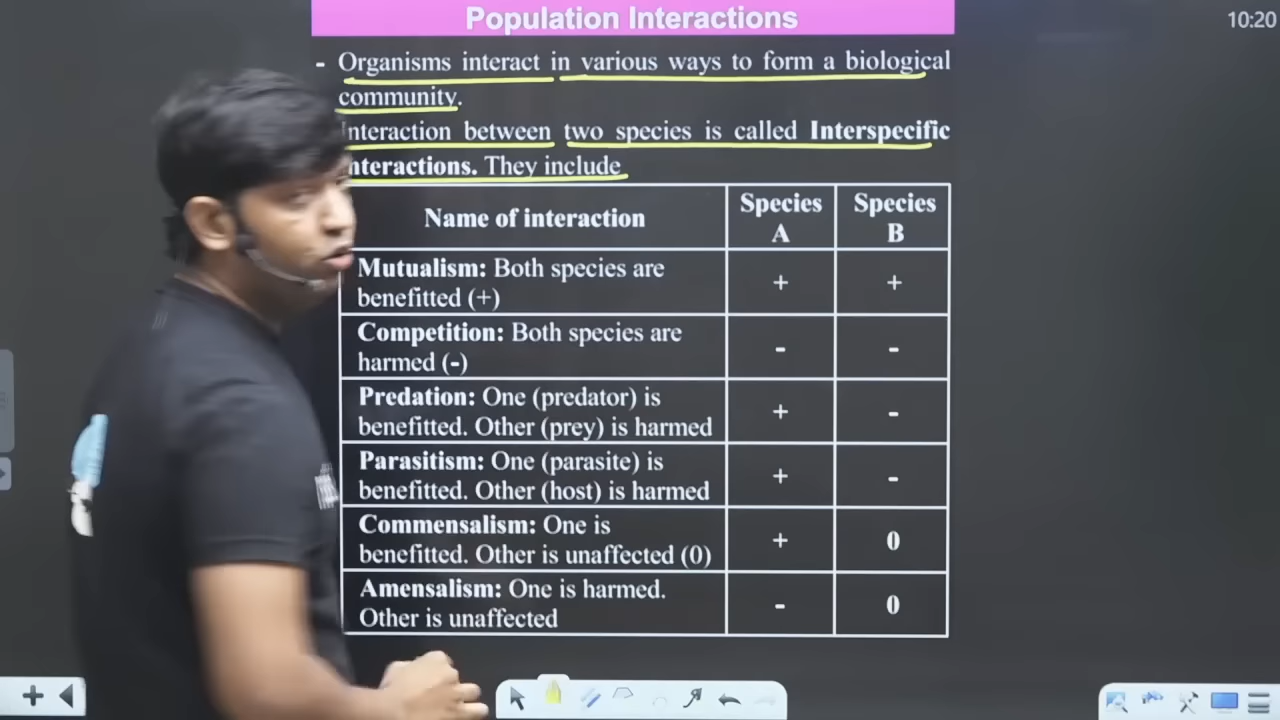 Population Interactions
10:20
- Organisms interact in various ways to form a biological
community.
Interaction between two species is called Interspecific
Interactions. They include
Name of interaction
Species
A
Species
B
Mutualism: Both species are
benefitted (+)
+
+
Competition: Both species are
harmed (-)
-
-
Predation: One (predator) is
benefitted. Other (prey) is harmed
+
-
Parasitism: One (parasite) is
benefitted. Other (host) is harmed
+
-
Commensalism: One is
benefitted. Other is unaffected (0)
+
0
Amensalism: One is harmed.
Other is unaffected
-
0